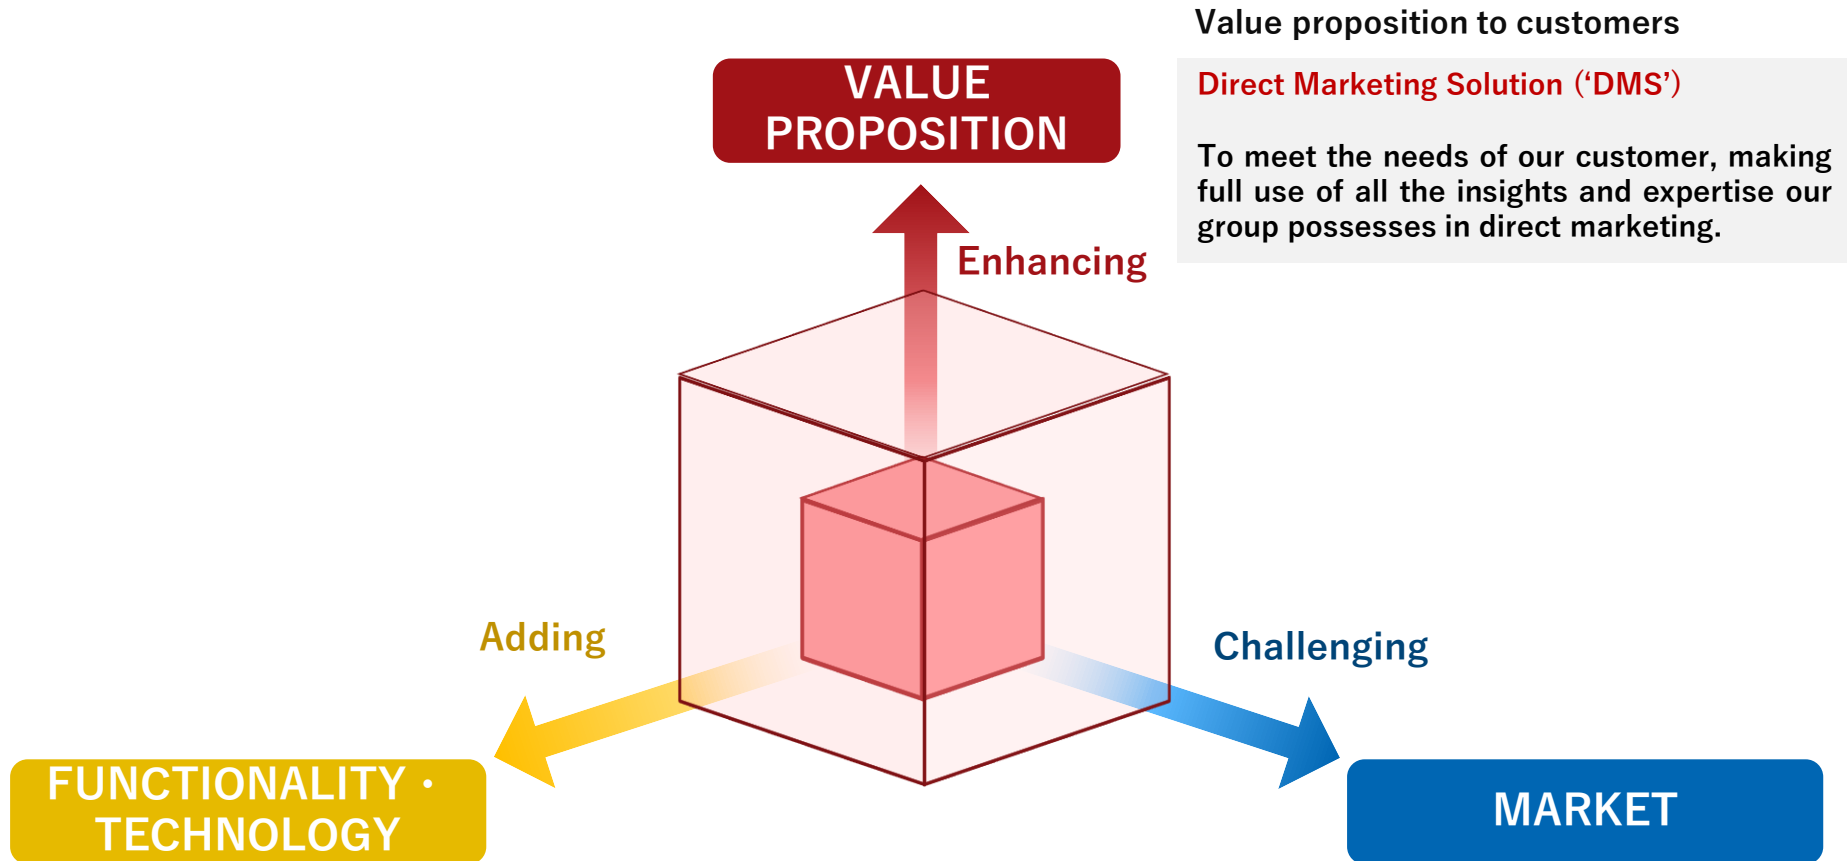 Value proposition to customers
VALUE
PROPOSITION
Direct Marketing Solution (‘DMS’)
To meet the needs of our customer, making
full use of all the insights and expertise our
group possesses in direct marketing.
Enhancing
Adding
Challenging
FUNCTIONALITY・
TECHNOLOGY
MARKET